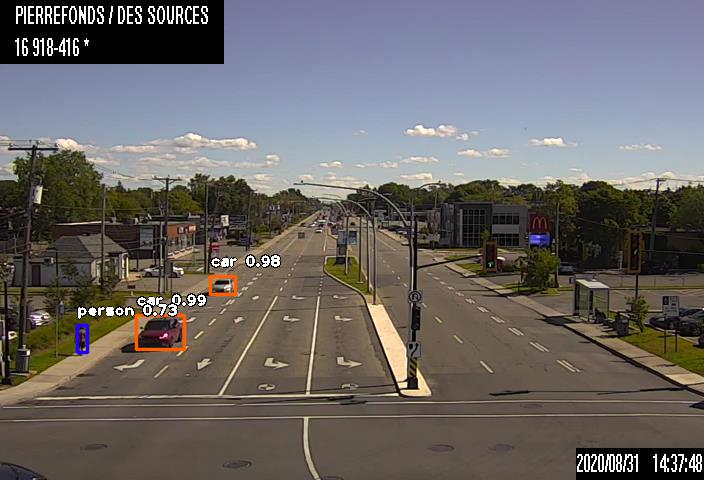 PIERREFONDS / DES SOURCES
16 918-416 *
car 0.98
car 0.99
person 0.73
2020/08/31 14:37:48